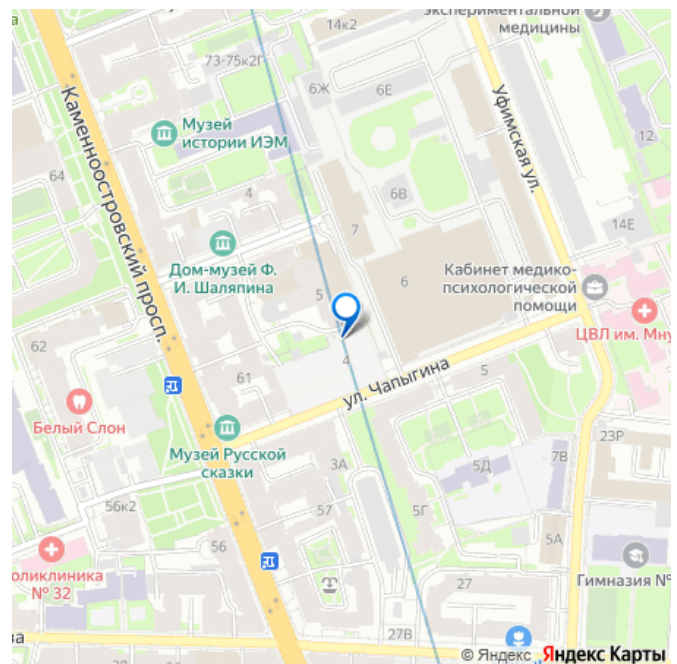 экспериментальной
медицины
14к2
73-75к2Г
6Ж
6Е
Уфимская ул.
12
Музей
истории ИЭМ
Каменноостровский просп.
64
4
6В
14Е
7
Дом-музей Ф.
И. Шаляпина
5
6
Кабинет медико-
психологической
помощи
ЦВЛ им. Мну
62
4
61
ул. Чапыгина
5
Белый Слон
Музей Русской
сказки
23Р
3А
5Д
7В
56к2
57
5Г
56
5А
оликлиника
№ 32
Гимназия №
27
27В
ва
© Яндекс Яндекс Карты